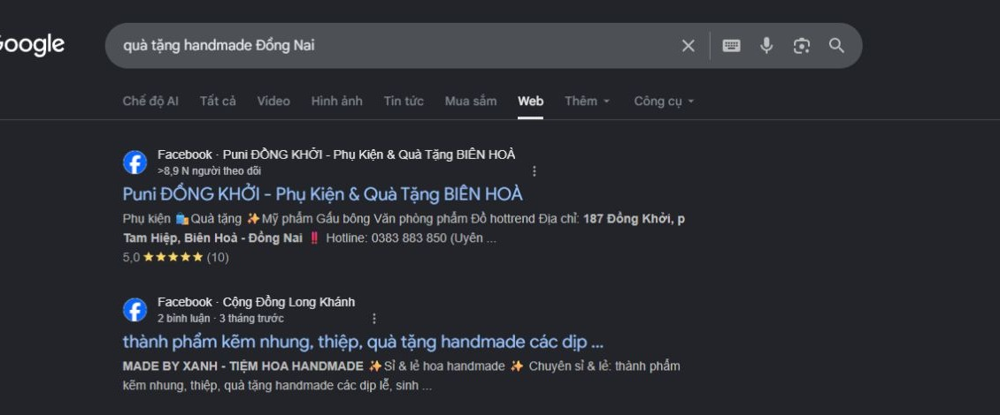 Google
quà tặng handmade Đồng Nai
Chế độ AI Tất cả Video Hình ảnh Tin tức Mua sắm Web Thêm Công cụ
Facebook · Puni ĐỒNG KHỞI - Phụ Kiện & Quà Tặng BIÊN HOÀ
>8,9 N người theo dõi
Puni ĐỒNG KHỞI - Phụ Kiện & Quà Tặng BIÊN HOÀ
Phụ kiện 🛍️Quà tặng ✨Mỹ phẩm Gấu bông Văn phòng phẩm Đồ hottrend Địa chỉ: 187 Đồng Khởi, p
Tam Hiệp, Biên Hoà - Đồng Nai ‼️ Hotline: 0383 883 850 (Uyên ...
5,0 ★★★★★ (10)
Facebook · Cộng Đồng Long Khánh
2 bình luận · 3 tháng trước
thành phẩm kẽm nhung, thiệp, quà tặng handmade các dịp ...
MADE BY XANH - TIỆM HOA HANDMADE ✨Sỉ & lẻ hoa handmade ✨ Chuyên sỉ & lẻ: thành phẩm
kẽm nhung, thiệp, quà tặng handmade các dịp lễ, sinh ...